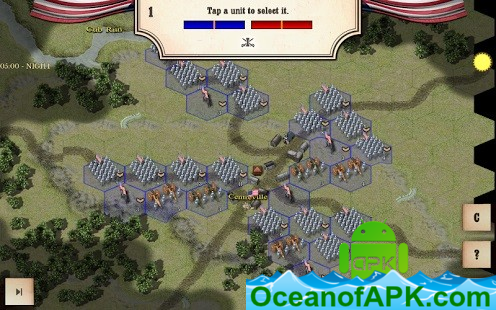 1
Tap a unit to select it.
Cub Run
05:00 - NIGHT
Centreville
C
?
APK
OceanofAPK.com